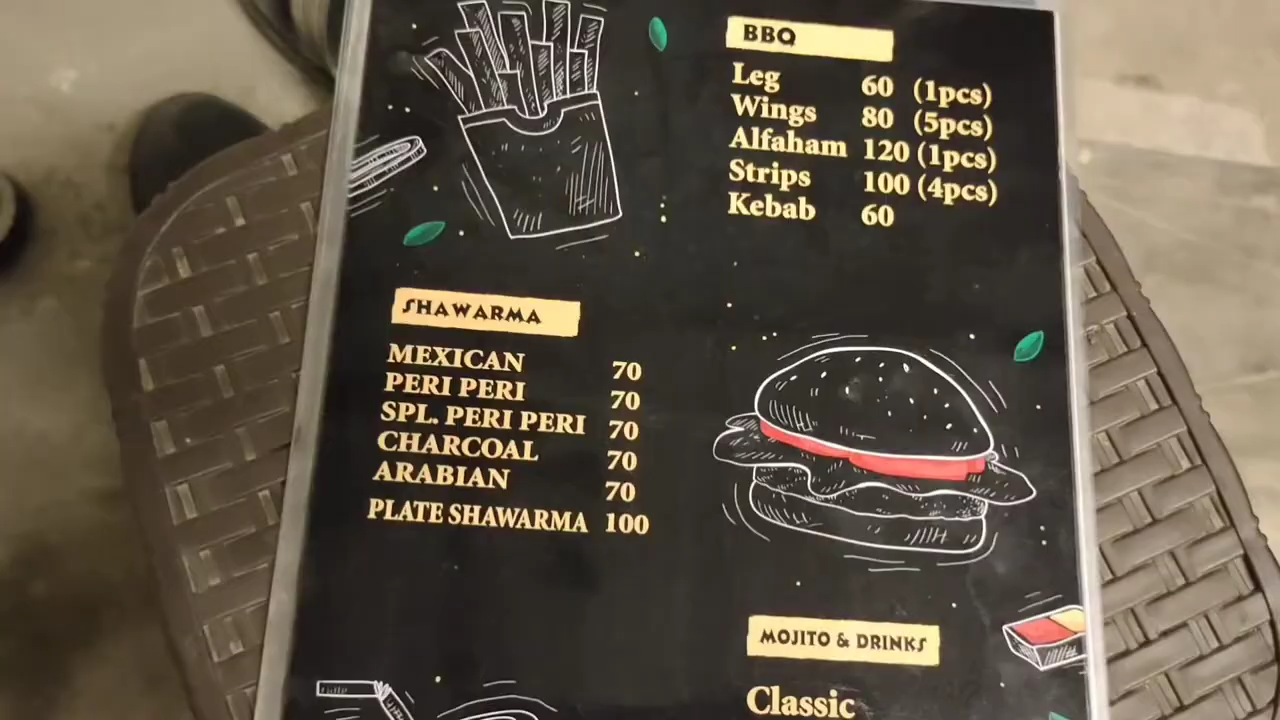 BBQ
Leg 60 (1pcs)
Wings 80 (5pcs)
Alfaham 120 (1pcs)
Strips 100 (4pcs)
Kebab 60
SHAWARMA
MEXICAN 70
PERI PERI 70
SPL. PERI PERI 70
CHARCOAL 70
ARABIAN 70
PLATE SHAWARMA 100
MOJITO & DRINKS
Classic